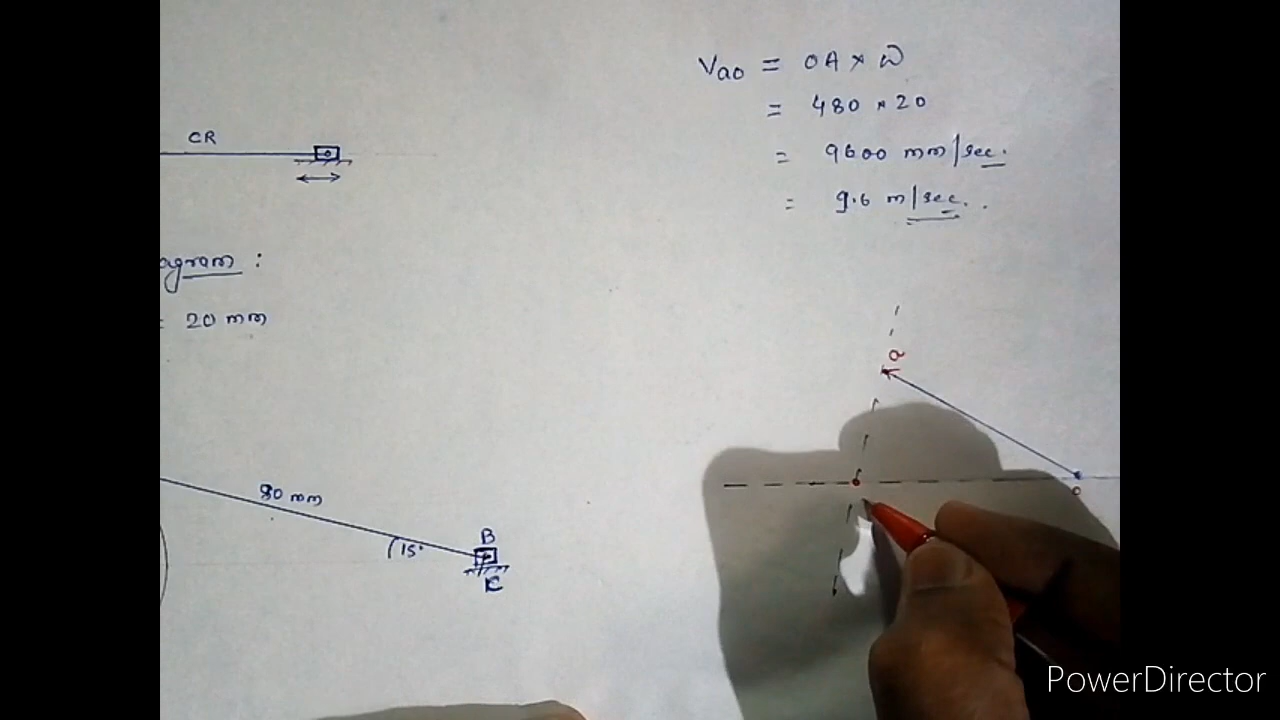 Vao = OA × ω
= 480 × 20
= 9600 mm/sec.
= 9.6 m/sec.
CR
agram :
= 20 mm
a
80 mm
o
B
15°
PowerDirector